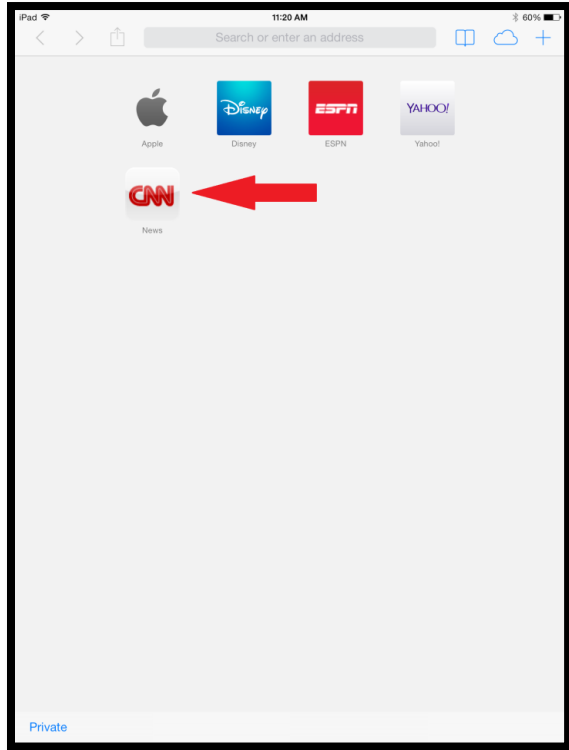 iPad 11:20 AM 60%
Search or enter an address
Disney ESPN YAHOO!
Apple Disney ESPN Yahoo!
CNN
News
Private